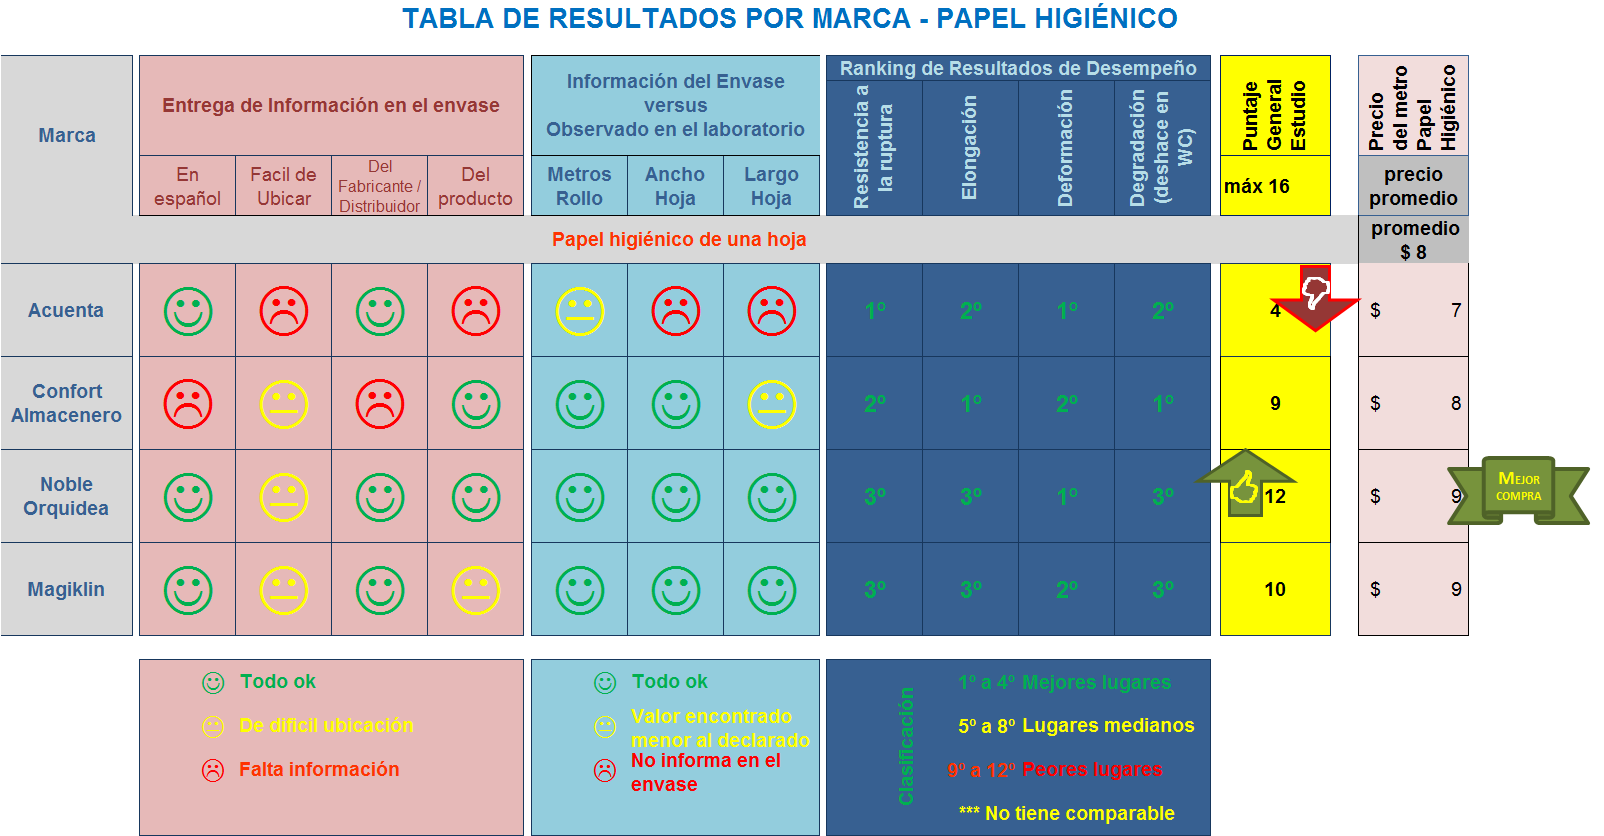 TABLA DE RESULTADOS POR MARCA - PAPEL HIGIÉNICO
Marca
Entrega de Información en el envase
Información del Envase
versus
Observado en el laboratorio
Ranking de Resultados de Desempeño
Puntaje
General
Estudio
Precio
del metro
Papel
Higiénico
En
español
Facil de
Ubicar
Del
Fabricante /
Distribuidor
Del
producto
Metros
Rollo
Ancho
Hoja
Largo
Hoja
Resistencia a
la ruptura
Elongación
Deformación
Degradación
(deshace en
WC)
máx 16
precio
promedio
Papel higiénico de una hoja
promedio
$ 8
Acuenta
1º 2º 1º 2º
4
$ 7
Confort
Almacenero
2º 1º 2º 1º
9
$ 8
Noble
Orquidea
3º 3º 1º 3º
12
$ 9
MEJOR
COMPRA
Magiklin
3º 3º 2º 3º
10
$ 9
Todo ok
De dificil ubicación
Falta información
Todo ok
Valor encontrado
menor al declarado
No informa en el
envase
Clasificación
1º a 4º Mejores lugares
5º a 8º Lugares medianos
9º a 12º Peores lugares
*** No tiene comparable